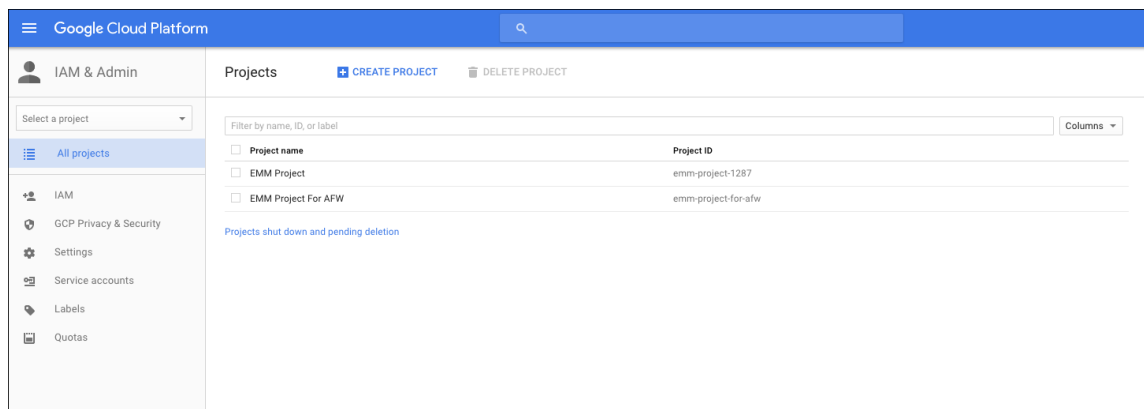 Google Cloud Platform
IAM & Admin
Projects
CREATE PROJECT
DELETE PROJECT
Select a project
Filter by name, ID, or label
Columns
All projects
Project name
Project ID
EMM Project
emm-project-1287
IAM
EMM Project For AFW
emm-project-for-afw
GCP Privacy & Security
Projects shut down and pending deletion
Settings
Service accounts
Labels
Quotas